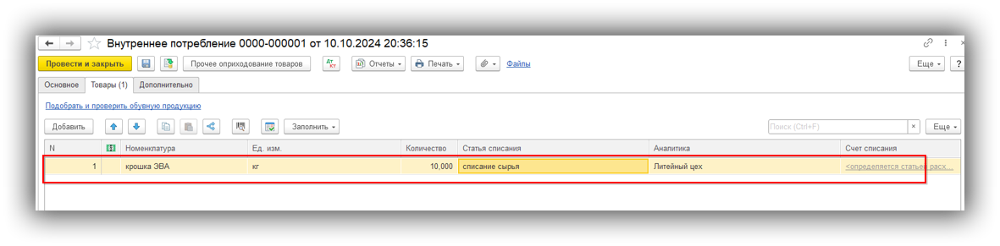 Внутреннее потребление 0000-000001 от 10.10.2024 20:36:15
Провести и закрыть Прочее оприходование товаров Дт Кт Отчеты Печать Файлы Еще ?
Основное Товары (1) Дополнительно
Подобрать и проверить обувную продукцию
Добавить Заполнить Поиск (Ctrl+F) × Еще
N Номенклатура Ед. изм. Количество Статья списания Аналитика Счет списания
1 крошка ЭВА кг 10,000 списание сырья Литейный цех <определяется статьей расх...